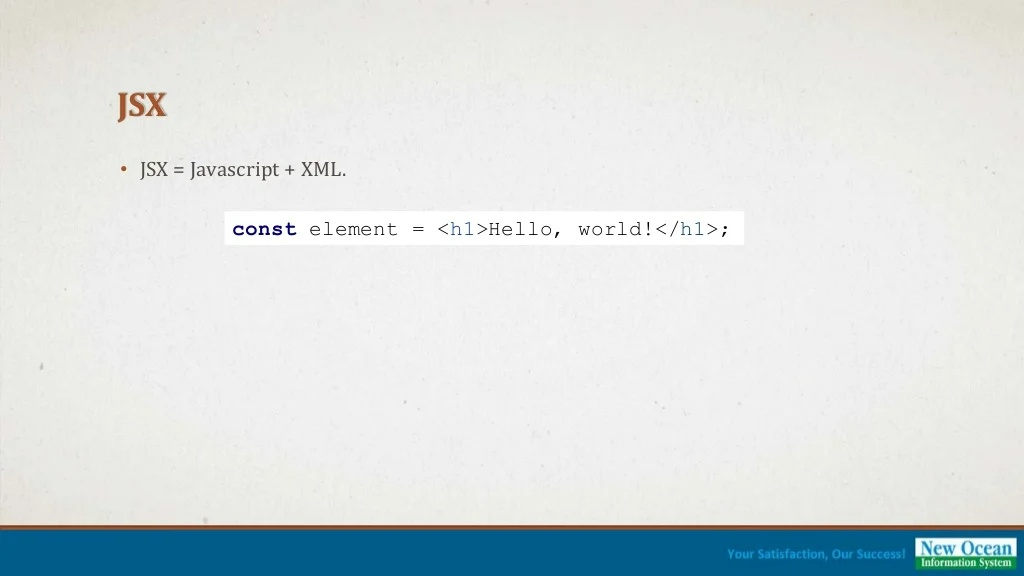 JSX
• JSX = Javascript + XML.
const element = <h1>Hello, world!</h1>;
Your Satisfaction, Our Success!
New Ocean
Information System